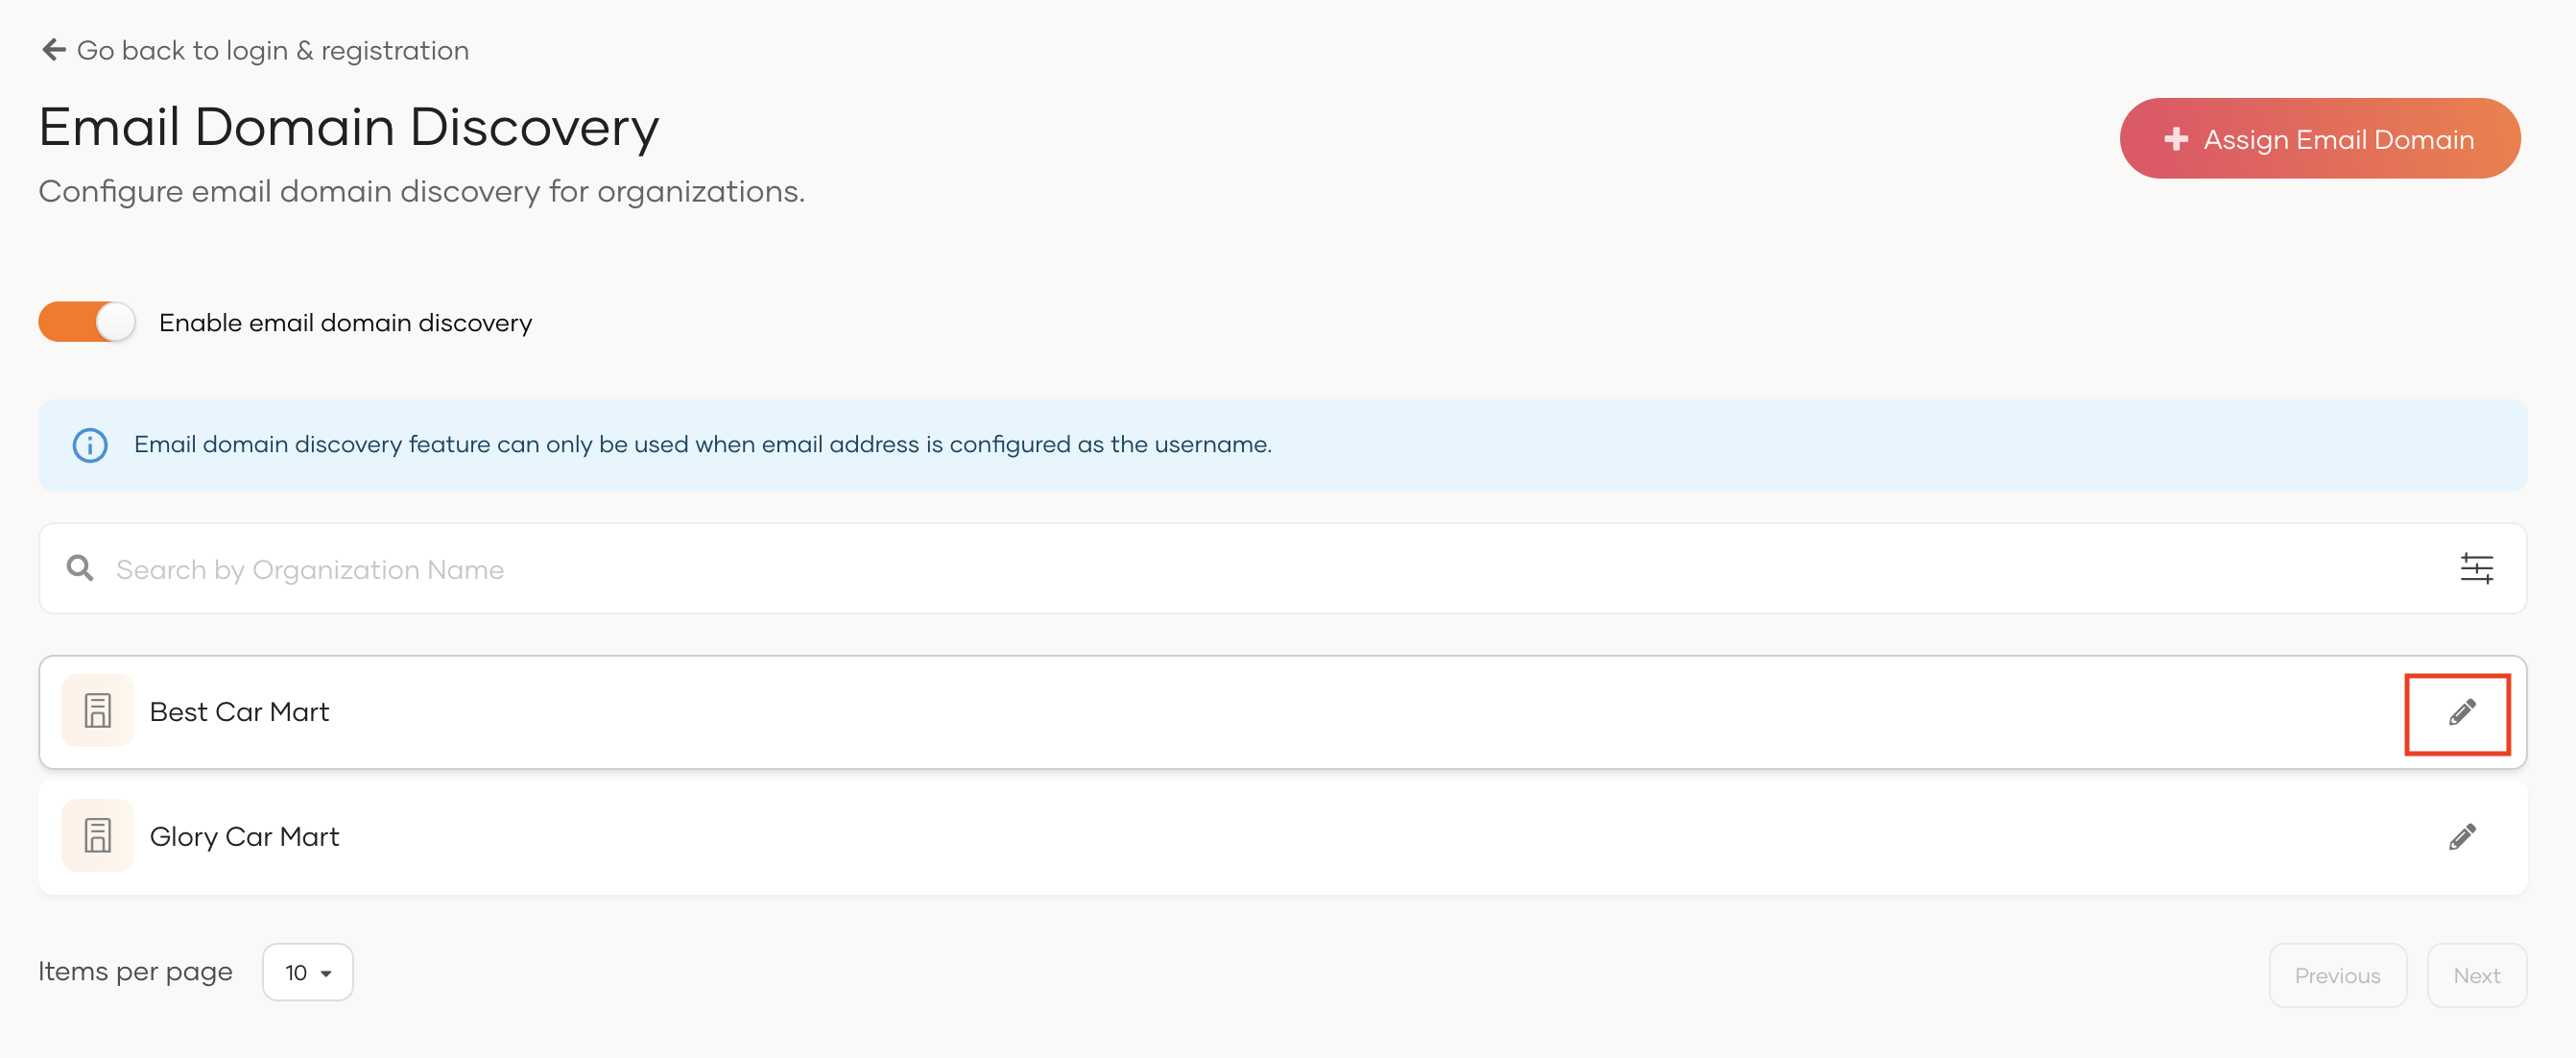 Go back to login & registration
Email Domain Discovery
+ Assign Email Domain
Configure email domain discovery for organizations.
Enable email domain discovery
Email domain discovery feature can only be used when email address is configured as the username.
Search by Organization Name
Best Car Mart
Glory Car Mart
Items per page 10
Previous Next